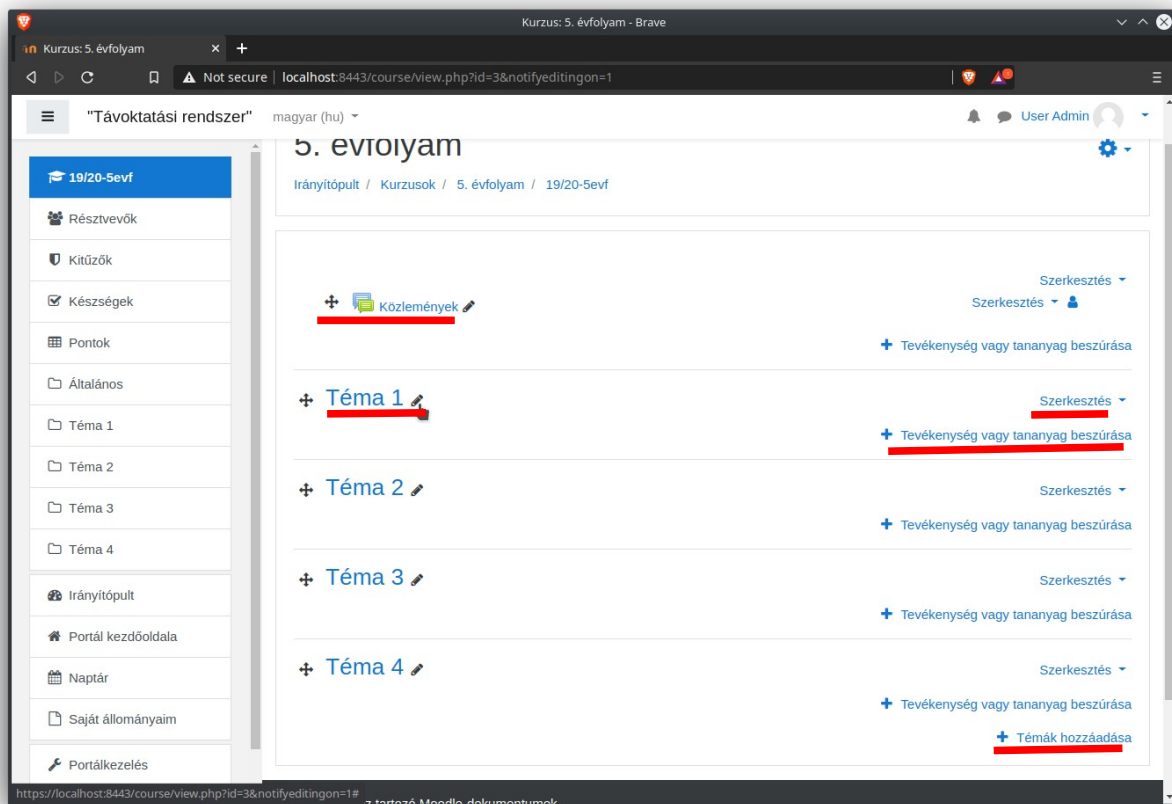 Kurzus: 5. évfolyam - Brave
Kurzus: 5. évfolyam
Not secure | localhost:8443/course/view.php?id=3&notifyeditingon=1
"Távoktatási rendszer" magyar (hu) User Admin
5. évfolyam
Irányítópult / Kurzusok / 5. évfolyam / 19/20-5evf
19/20-5evf
Résztvevők
Kitűzők
Készségek
Pontok
Általános
Téma 1
Téma 2
Téma 3
Téma 4
Irányítópult
Portál kezdőoldala
Naptár
Saját állományaim
Portálkezelés
Szerkesztés
Közlemények Szerkesztés
Tevékenység vagy tananyag beszúrása
Téma 1 Szerkesztés
Tevékenység vagy tananyag beszúrása
Téma 2 Szerkesztés
Tevékenység vagy tananyag beszúrása
Téma 3 Szerkesztés
Tevékenység vagy tananyag beszúrása
Téma 4 Szerkesztés
Tevékenység vagy tananyag beszúrása
Témák hozzáadása
https://localhost:8443/course/view.php?id=3&notifyeditingon=1#
tartozó Moodle-dokumentumok